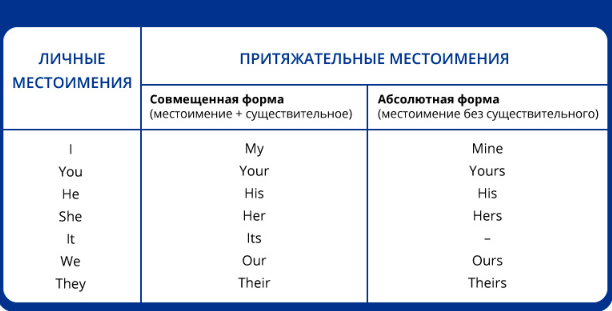 ЛИЧНЫЕ
МЕСТОИМЕНИЯ
ПРИТЯЖАТЕЛЬНЫЕ МЕСТОИМЕНИЯ
Совмещенная форма
(местоимение + существительное)
Абсолютная форма
(местоимение без существительного)
I My Mine
You Your Yours
He His His
She Her Hers
It Its –
We Our Ours
They Their Theirs